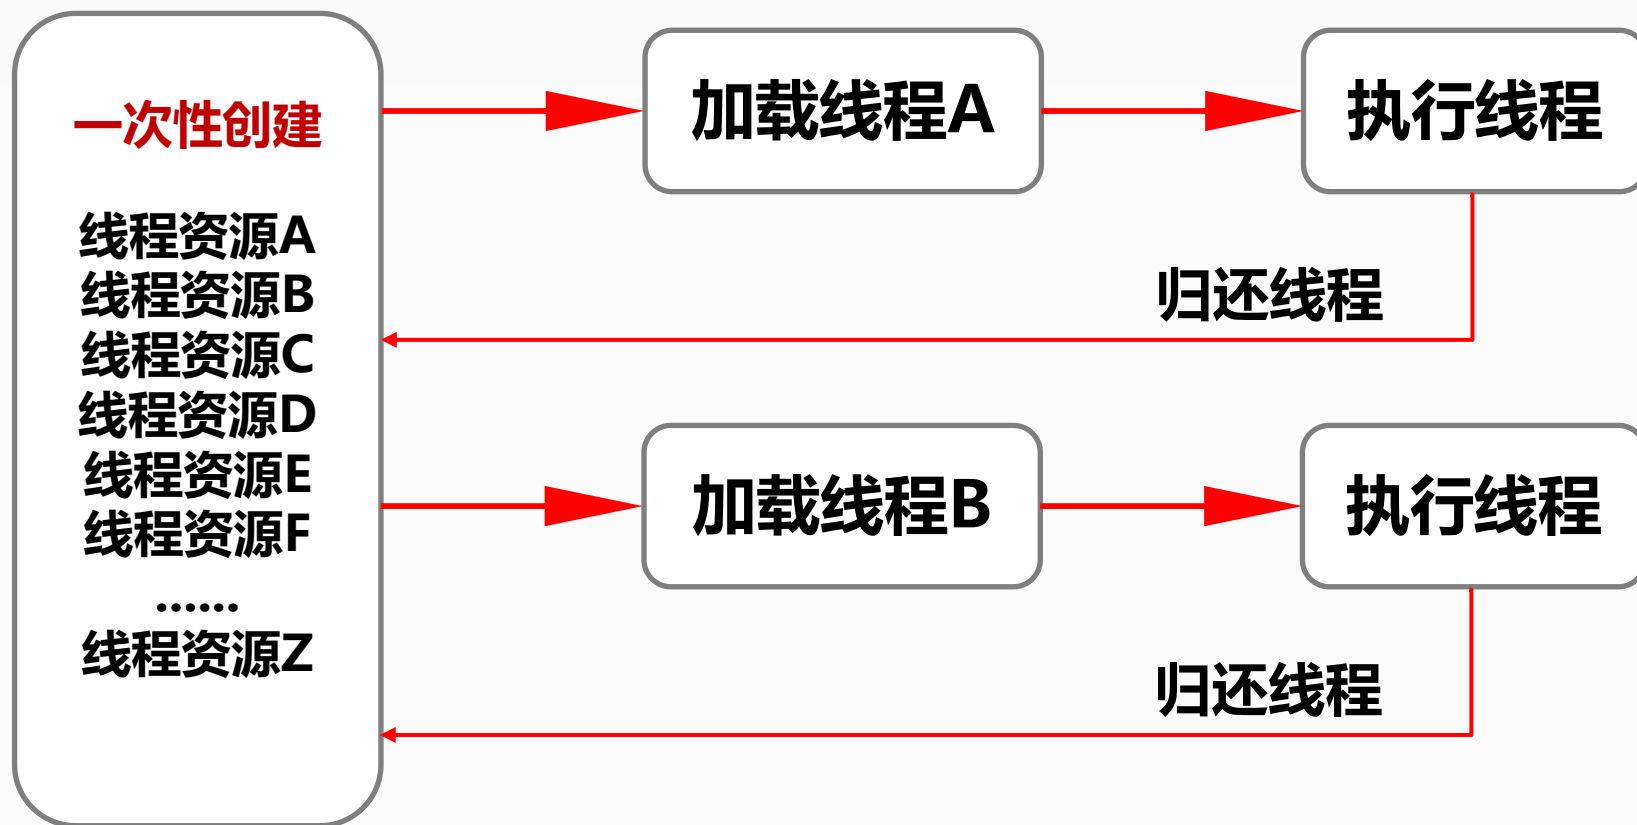 一次性创建
线程资源A
线程资源B
线程资源C
线程资源D
线程资源E
线程资源F
......
线程资源Z
加载线程A
执行线程
归还线程
加载线程B
执行线程
归还线程